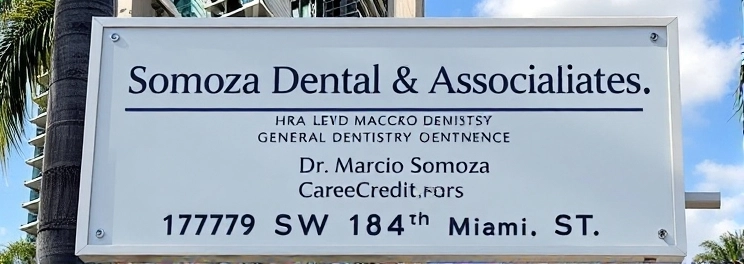 Somoza Dental & Associaliates.
HRA LEVD MACCRO DENISTSY
GENERAL DENTISTRY OENTNENCE
Dr. Marcio Somoza
CareeCredit,
177779 SW 184th Miami. ST.